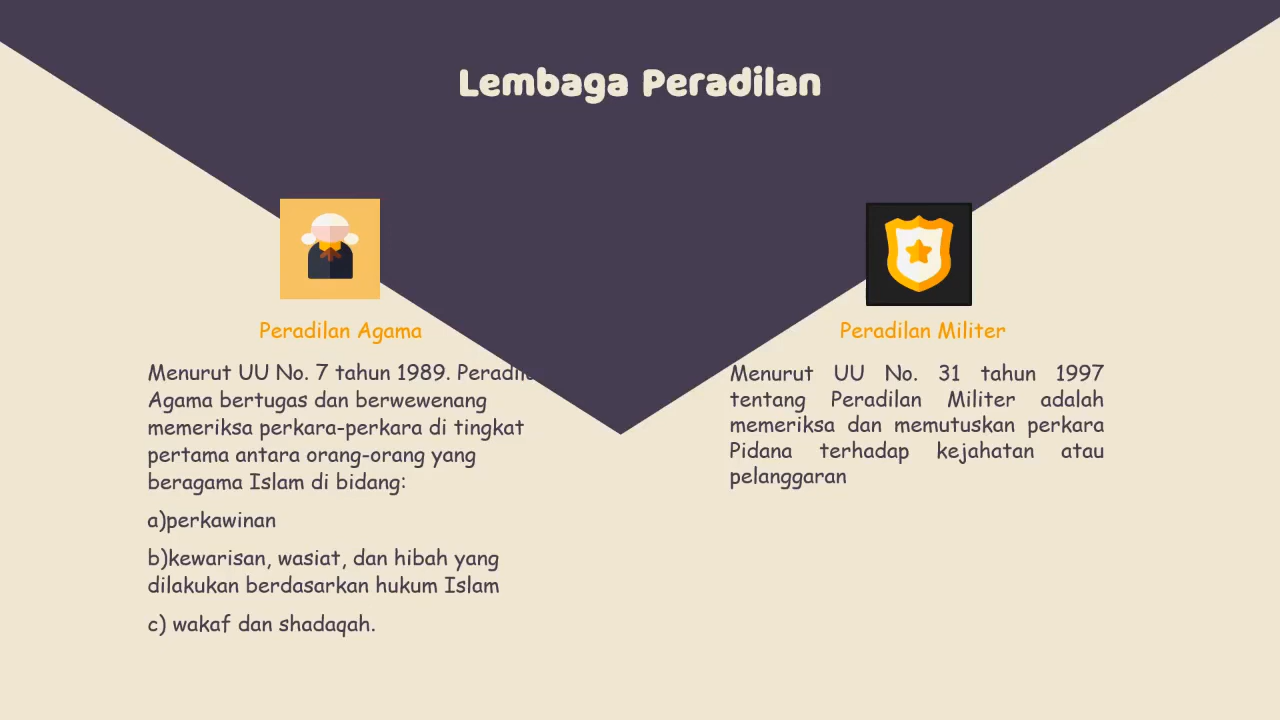 Lembaga Peradilan
Peradilan Agama
Menurut UU No. 7 tahun 1989. Peradilan
Agama bertugas dan berwewenang
memeriksa perkara-perkara di tingkat
pertama antara orang-orang yang
beragama Islam di bidang:
a)perkawinan
b)kewarisan, wasiat, dan hibah yang
dilakukan berdasarkan hukum Islam
c) wakaf dan shadaqah.
Peradilan Militer
Menurut UU No. 31 tahun 1997
tentang Peradilan Militer adalah
memeriksa dan memutuskan perkara
Pidana terhadap kejahatan atau
pelanggaran